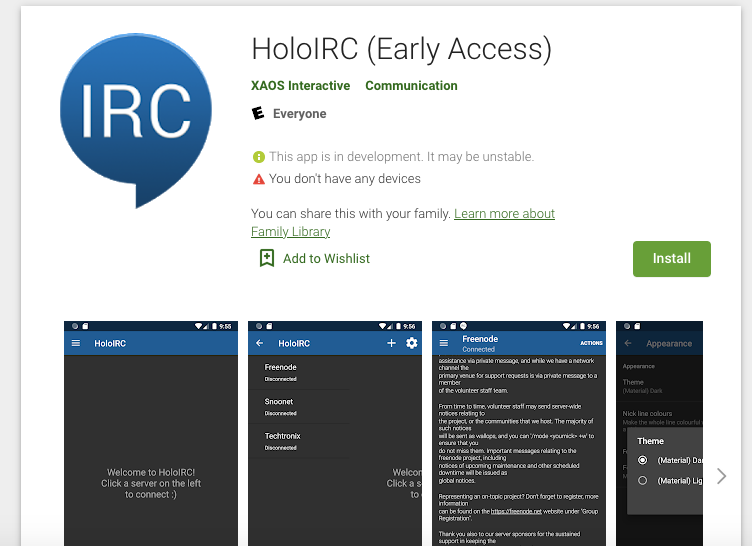 IRC
HoloIRC (Early Access)
XAOS Interactive Communication
E Everyone
This app is in development. It may be unstable.
You don't have any devices
You can share this with your family. Learn more about
Family Library
Add to Wishlist
Install
9:55
HoloIRC
Welcome to HoloIRC!
Click a server on the left
to connect :)
9:56
HoloIRC
Freenode
Disconnected
Snoonet
Disconnected
Techtronix
Disconnected
Welcon
Click a s
to
9:56
Freenode
Connected
ACTIONS
assistance via private message, and while we have a network
channel the
primary venue for support requests is via private message to a
member
of the volunteer staff team.
From time to time, volunteer staff may send server-wide
notices relating to
the project, or the communities that we host. The majority of
such notices
will be sent as wallops, and you can '/mode <yournick> +w' to
ensure that you
do not miss them. Important messages relating to the
freenode project, including
notices of upcoming maintenance and other scheduled
downtime will be issued as
global notices.
Representing an on-topic project? Don't forget to register, more
information
can be found on the https://freenode.net website under "Group
Registration".
Thank you also to our server sponsors for the sustained
support in keeping the
Appearance
Appearance
Theme
(Material) Dark
Nick line colours
Make the whole line colourful
Theme
(Material) Da
(Material) Lig